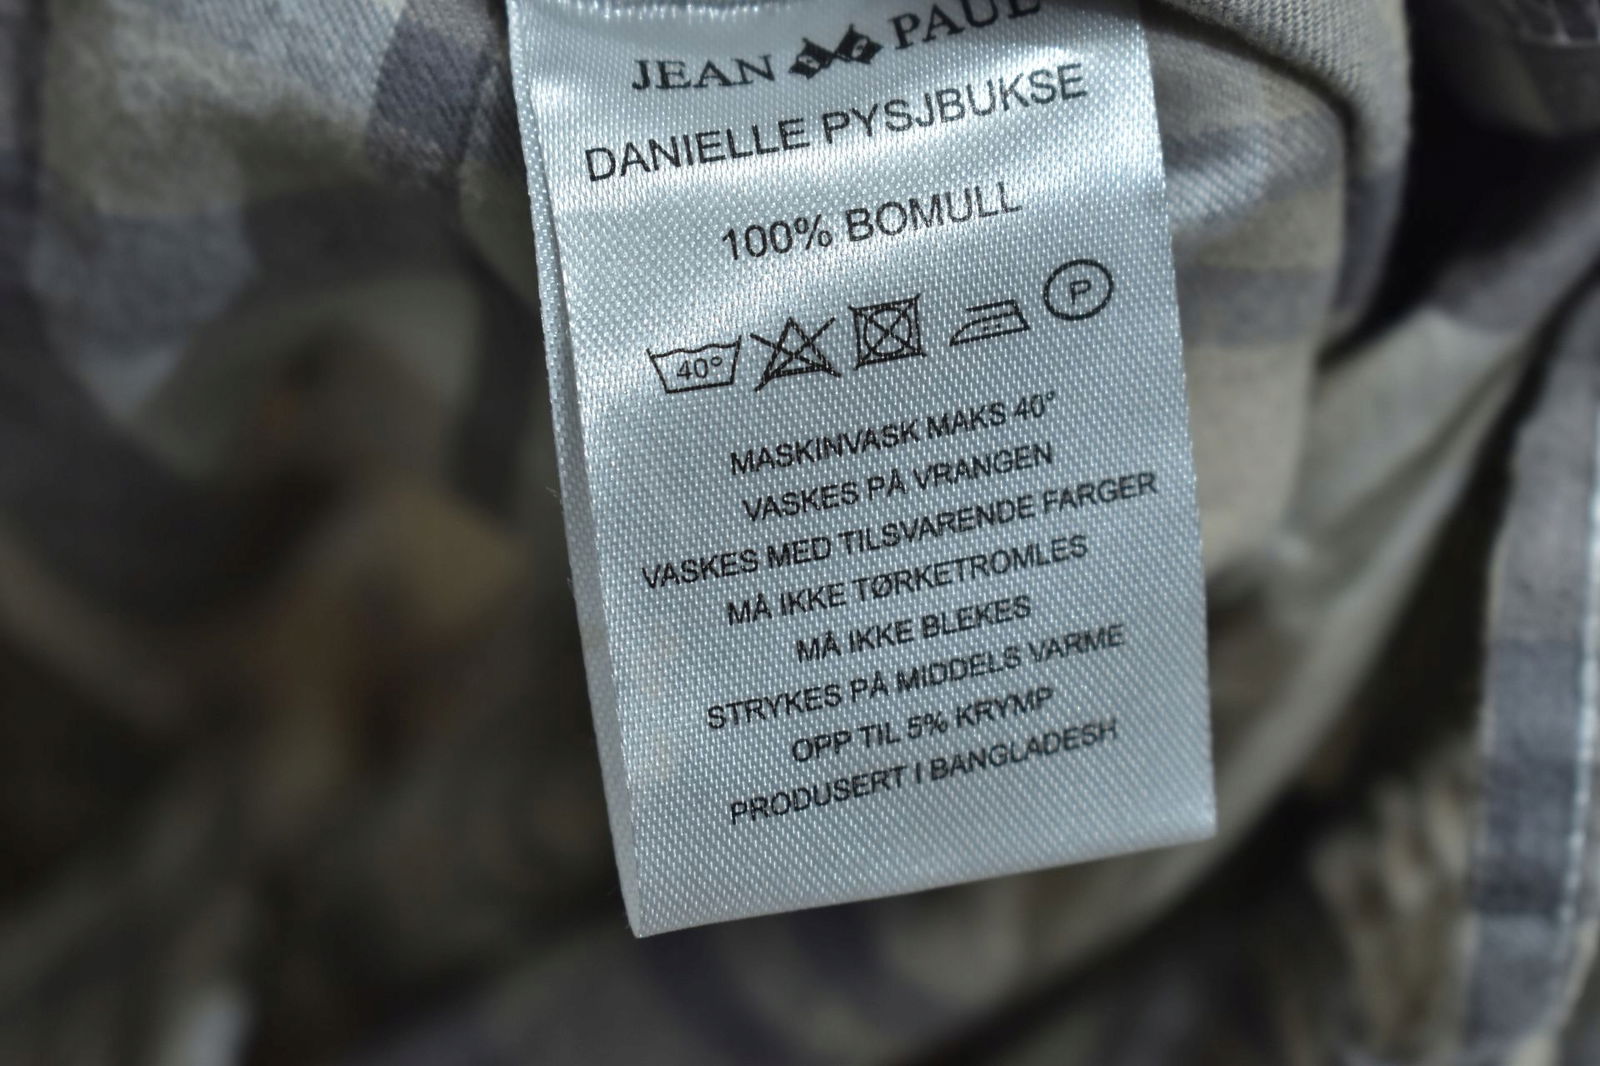 JEAN PAUL
DANIELLE PYSJBUKSE
100% BOMULL
40° P
MASKINVASK MAKS 40°
VASKES PÅ VRANGEN
VASKES MED TILSVARENDE FARGER
MÅ IKKE TØRKETROMLES
MÅ IKKE BLEKES
STRYKES PÅ MIDDELS VARME
OPP TIL 5% KRYMP
PRODUSERT I BANGLADESH